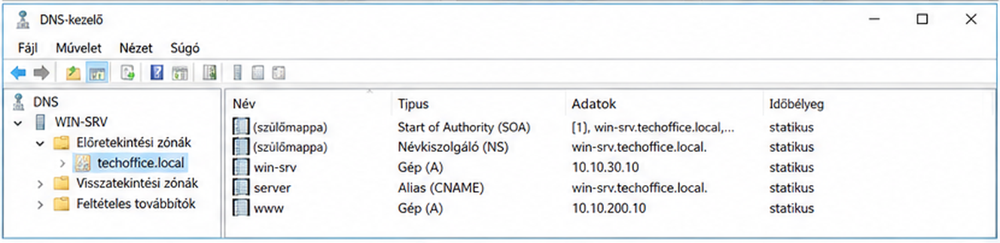 DNS-kezelő
Fájl Művelet Nézet Súgó
DNS
WIN-SRV
Előretekintési zónák
techoffice.local
Visszatekintési zónák
Feltételes továbbítók
Név Típus Adatok Időbélyeg
(szülőmappa) Start of Authority (SOA) [1], win-srv.techoffice.local,... statikus
(szülőmappa) Névkiszolgáló (NS) win-srv.techoffice.local. statikus
win-srv Gép (A) 10.10.30.10 statikus
server Alias (CNAME) win-srv.techoffice.local. statikus
www Gép (A) 10.10.200.10 statikus